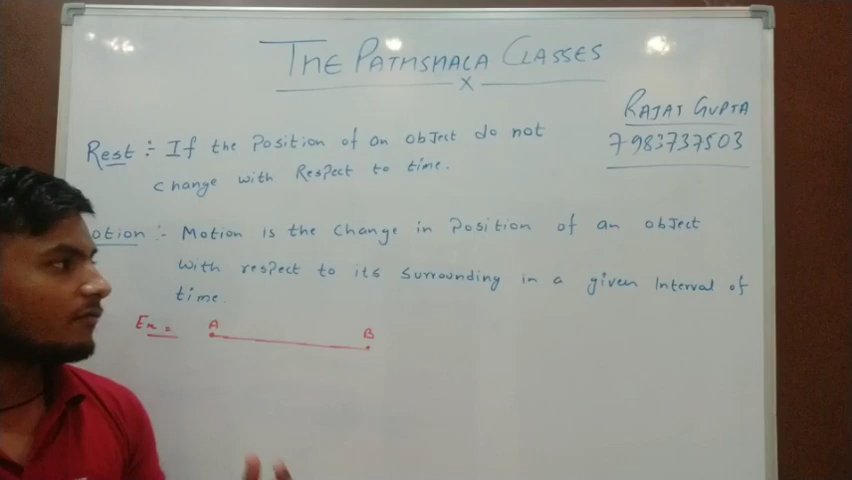 THE PATHSHALA CLASSES
X
RAJAT GUPTA
7983737503
Rest :- If the Position of an object do not
change with Respect to time.
otion :- Motion is the Change in Position of an object
with respect to its Surrounding in a given Interval of
time.
Ex =
A B